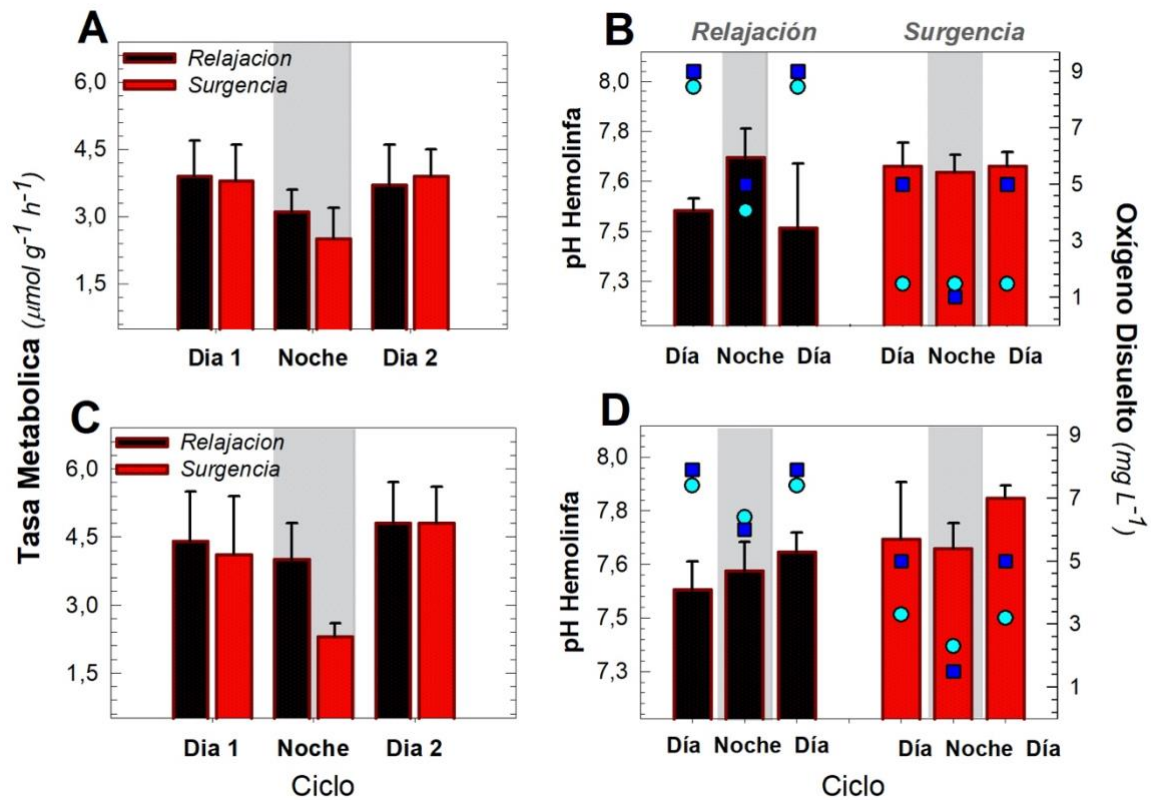 A
Relajacion
Surgencia
6,0
4,5
3,0
1,5
Dia 1 Noche Dia 2
B
Relajación Surgencia
8,0
7,8
7,6
7,5
7,3
9
7
5
3
1
pH Hemolinfa
Día Noche Día Día Noche Día
Tasa Metabolica (µmol g⁻¹ h⁻¹)
Oxígeno Disuelto (mg L⁻¹)
C
Relajacion
Surgencia
6,0
4,5
3,0
1,5
Dia 1 Noche Dia 2
Ciclo
D
8,0
7,8
7,6
7,5
7,3
9
7
5
3
1
pH Hemolinfa
Día Noche Día Día Noche Día
Ciclo